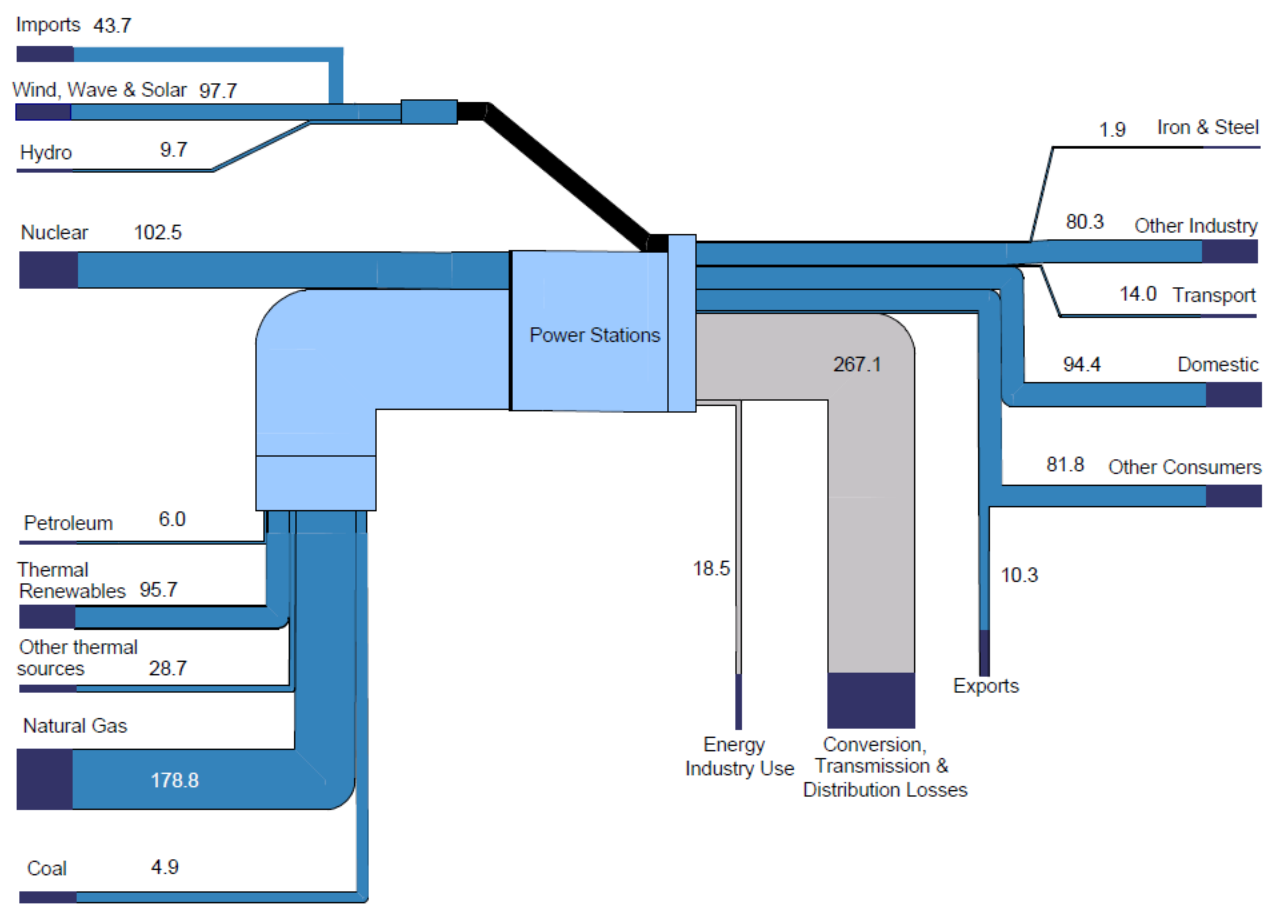 Imports 43.7
Wind, Wave & Solar 97.7
Hydro 9.7
Nuclear 102.5
Power Stations
Petroleum 6.0
Thermal
Renewables 95.7
Other thermal
sources 28.7
Natural Gas
178.8
Coal 4.9
1.9 Iron & Steel
80.3 Other Industry
14.0 Transport
267.1
94.4 Domestic
81.8 Other Consumers
18.5
10.3
Exports
Energy
Industry Use
Conversion,
Transmission &
Distribution Losses